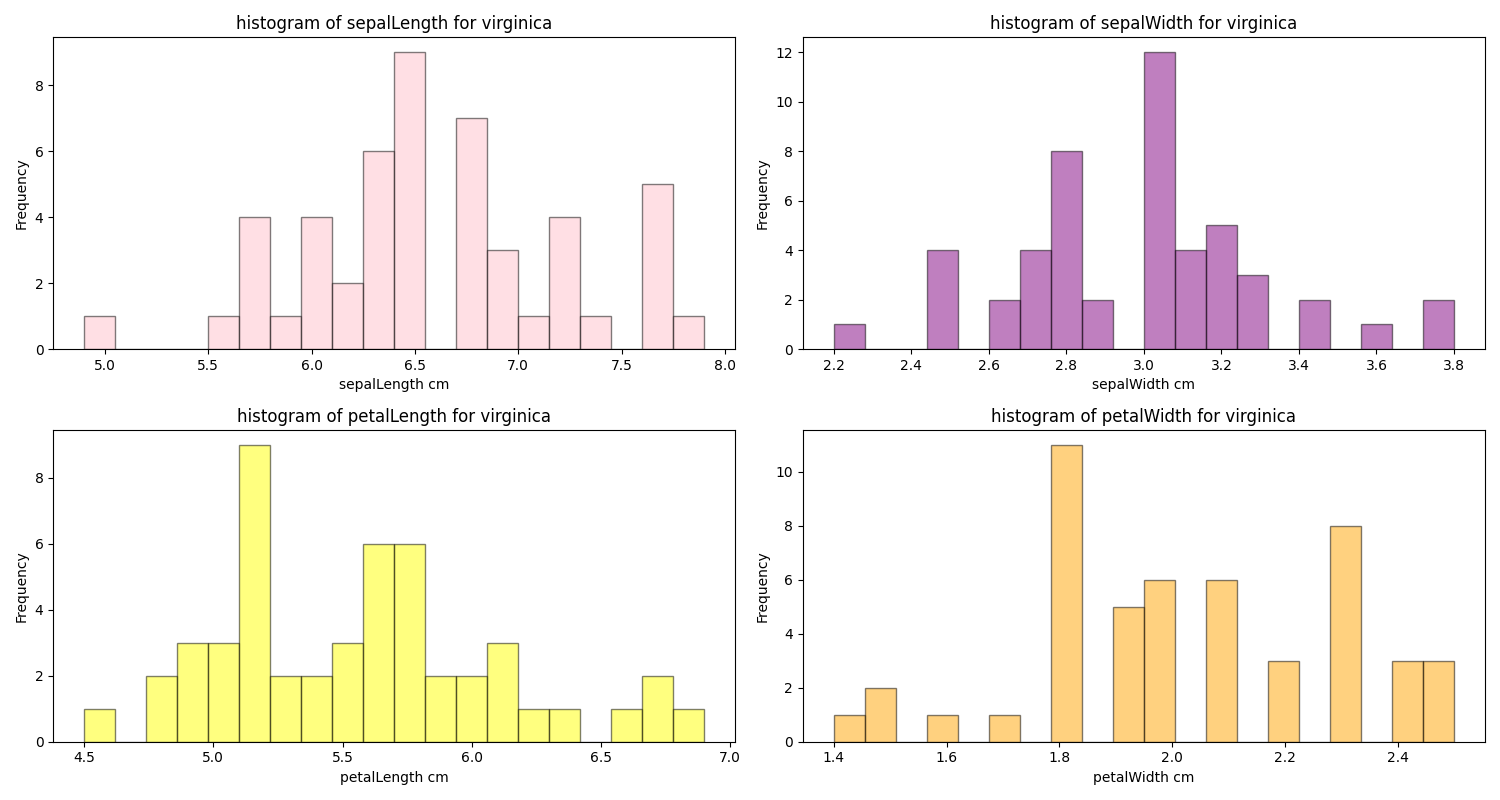 histogram of sepalLength for virginica
Frequency
8
6
4
2
0
5.0 5.5 6.0 6.5 7.0 7.5 8.0
sepalLength cm
histogram of sepalWidth for virginica
Frequency
12
10
8
6
4
2
0
2.2 2.4 2.6 2.8 3.0 3.2 3.4 3.6 3.8
sepalWidth cm
histogram of petalLength for virginica
Frequency
8
6
4
2
0
4.5 5.0 5.5 6.0 6.5 7.0
petalLength cm
histogram of petalWidth for virginica
Frequency
10
8
6
4
2
0
1.4 1.6 1.8 2.0 2.2 2.4
petalWidth cm